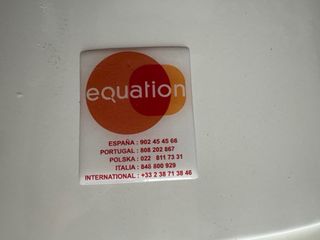 equation
ESPAÑA : 902 45 45 66
PORTUGAL : 808 202 867
POLSKA : 022 811 73 31
ITALIA : 848 800 929
INTERNATIONAL : +33 2 38 71 38 46